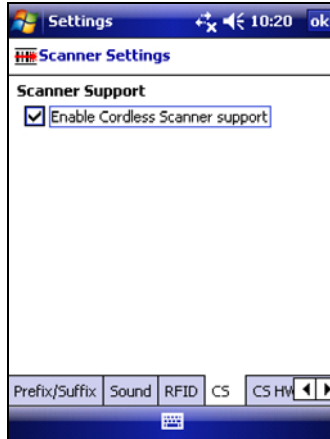 Settings 10:20 ok
Scanner Settings
Scanner Support
Enable Cordless Scanner support
Prefix/Suffix Sound RFID CS CS HW